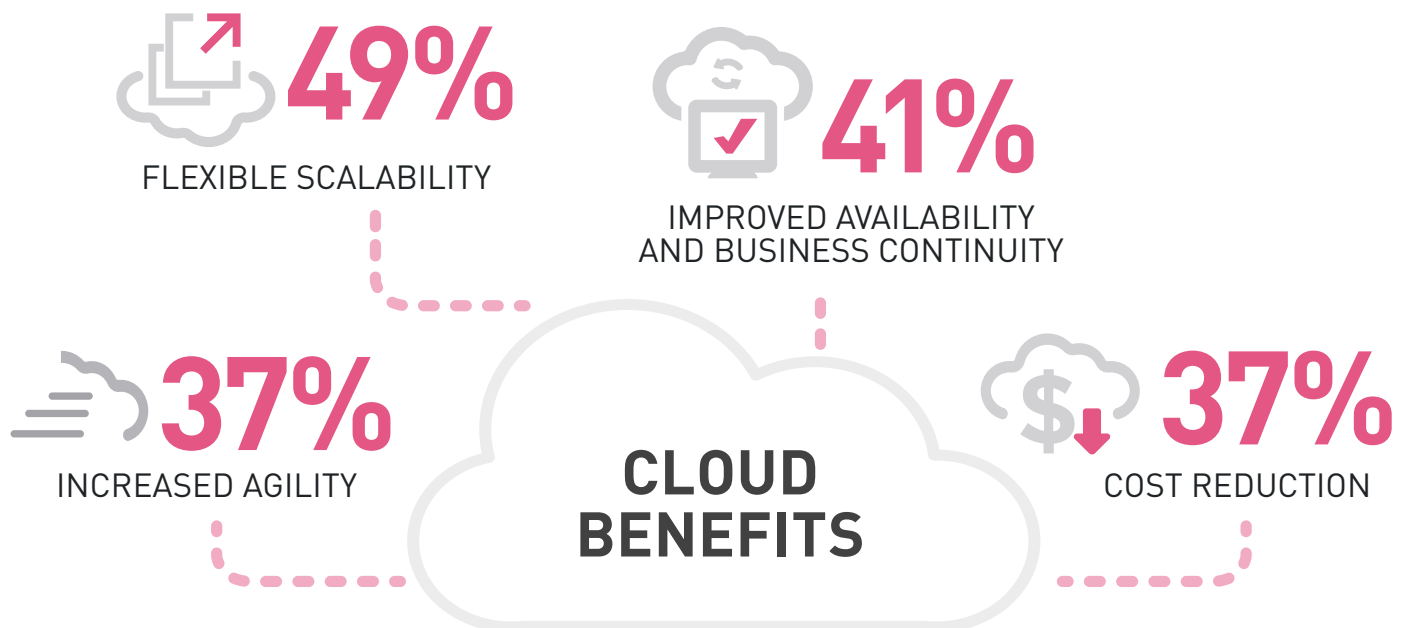 49%
FLEXIBLE SCALABILITY
41%
IMPROVED AVAILABILITY
AND BUSINESS CONTINUITY
37%
INCREASED AGILITY
$
37%
COST REDUCTION
CLOUD
BENEFITS